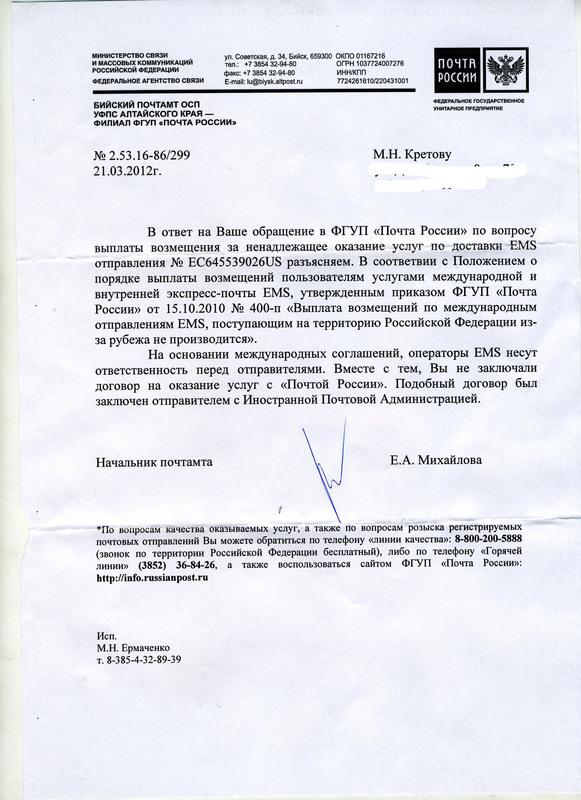 МИНИСТЕРСТВО СВЯЗИ
И МАССОВЫХ КОММУНИКАЦИЙ
РОССИЙСКОЙ ФЕДЕРАЦИИ
ФЕДЕРАЛЬНОЕ АГЕНТСТВО СВЯЗИ
ул. Советская, д. 34, Бийск, 659300 ОКПО 01167216
тел.: +7 3854 32-94-80 ОГРН 1037724007276
факс: +7 3854 32-94-80 ИНН/КПП
E-mail: lu@biysk.altpost.ru 7724261610/220431001
ПОЧТА
РОССИИ
ФЕДЕРАЛЬНОЕ ГОСУДАРСТВЕННОЕ
УНИТАРНОЕ ПРЕДПРИЯТИЕ
БИЙСКИЙ ПОЧТАМТ ОСП
УФПС АЛТАЙСКОГО КРАЯ —
ФИЛИАЛ ФГУП «ПОЧТА РОССИИ»
№ 2.53.16-86/299
21.03.2012г.
М.Н. Кретову
В ответ на Ваше обращение в ФГУП «Почта России» по вопросу
выплаты возмещения за ненадлежащее оказание услуг по доставки EMS
отправления № EC645539026US разъясняем. В соответвии с Положением о
порядке выплаты возмещений пользователям услугами международной и
внутренней экспресс-почты EMS, утвержденным приказом ФГУП «Почта
России» от 15.10.2010 № 400-п «Выплата возмещений по международным
отправлениям EMS, поступающим на территорию Российской Федерации из-
за рубежа не производится».
На основании международных соглашений, операторы EMS несут
ответственность перед отправителями. Вместе с тем, Вы не заключали
договор на оказание услуг с «Почтой России». Подобный договор был
заключен отправителем с Иностранной Почтовой Администрацией.
Начальник почтамта
Е.А. Михайлова
*По вопросам качества оказываемых услуг, а также по вопросам розыска регистрируемых
почтовых отправлений Вы можете обратиться по телефону «линии качества»: 8-800-200-5888
(звонок по территории Российской Федерации бесплатный), либо по телефону «Горячей
линии» (3852) 36-84-26, а также воспользоваться сайтом ФГУП «Почта России»:
http://info.russianpost.ru
Исп.
М.Н. Ермаченко
т. 8-385-4-32-89-39